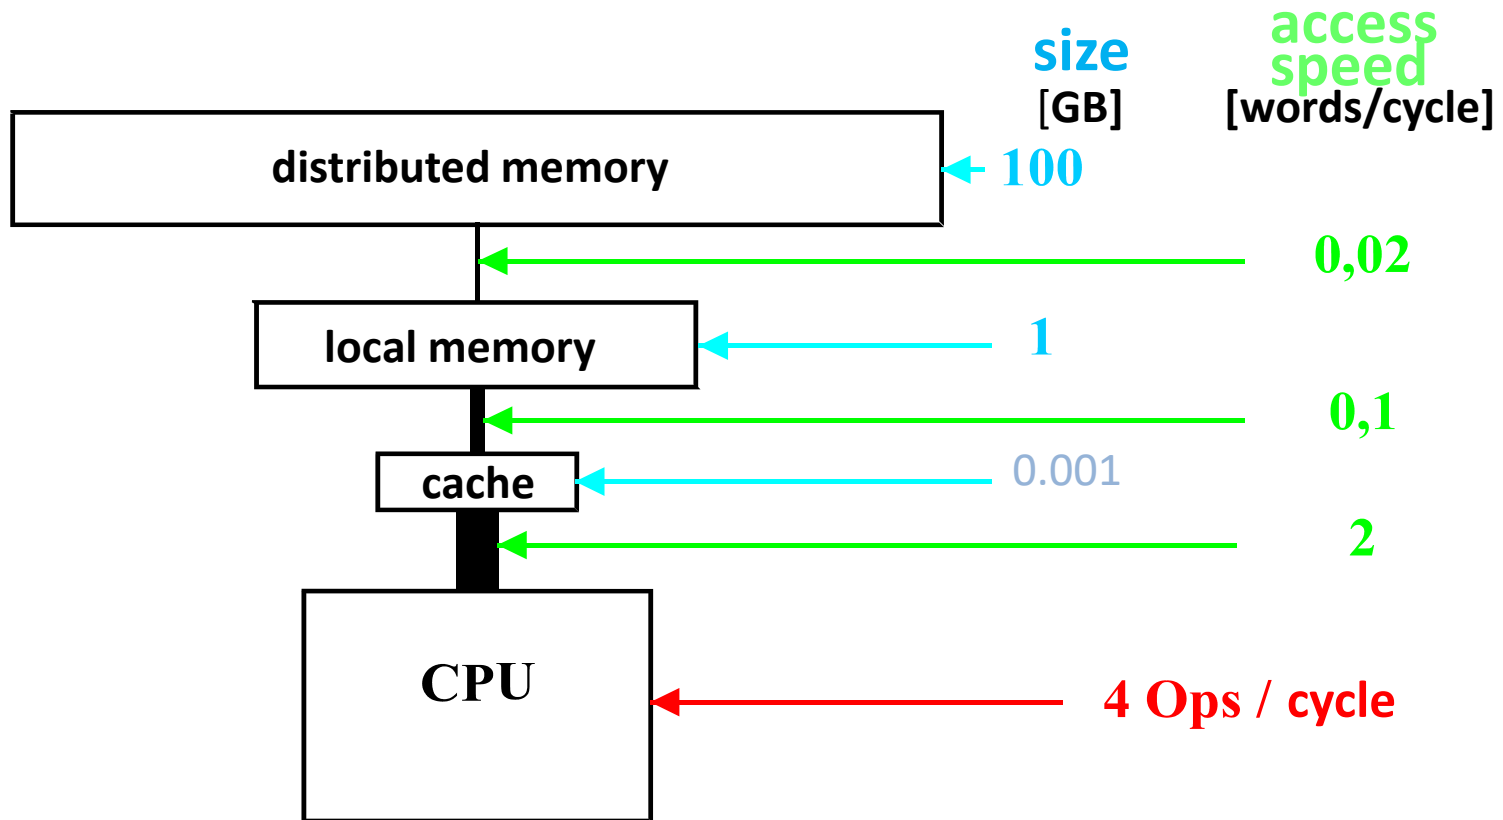 size
access
speed
[GB]
[words/cycle]
distributed memory
100
0,02
local memory
1
0,1
cache
0.001
2
CPU
4 Ops / cycle